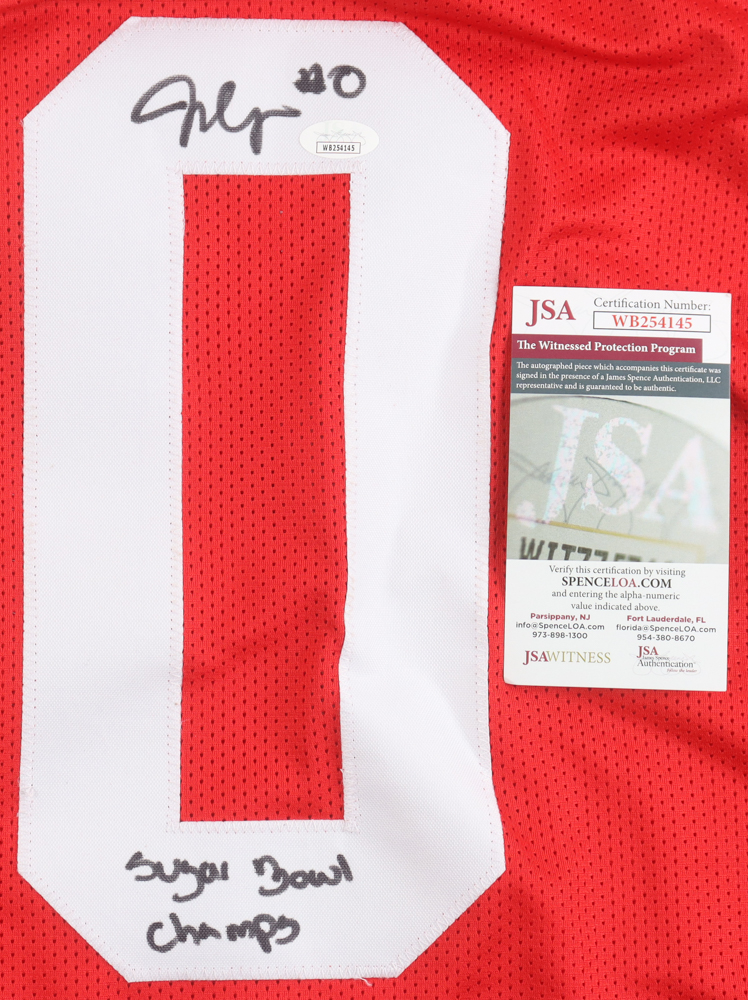 #0
WB254145
JSA
Certification Number:
WB254145
The Witnessed Protection Program
The autographed piece which accompanies this certificate was
signed in the presence of a James Spence Authentication, LLC
representative and is guaranteed to be authentic.
JSA
Verify this certification by visiting
SPENCELOA.COM
and entering the alpha-numeric
value indicated above.
Parsippany, NJ
info@SpenceLOA.com
973-898-1300
Fort Lauderdale, FL
florida@SpenceLOA.com
954-380-8670
JSAWITNESS
JSA
James Spence
Authentication
Sugar Bowl
Champs